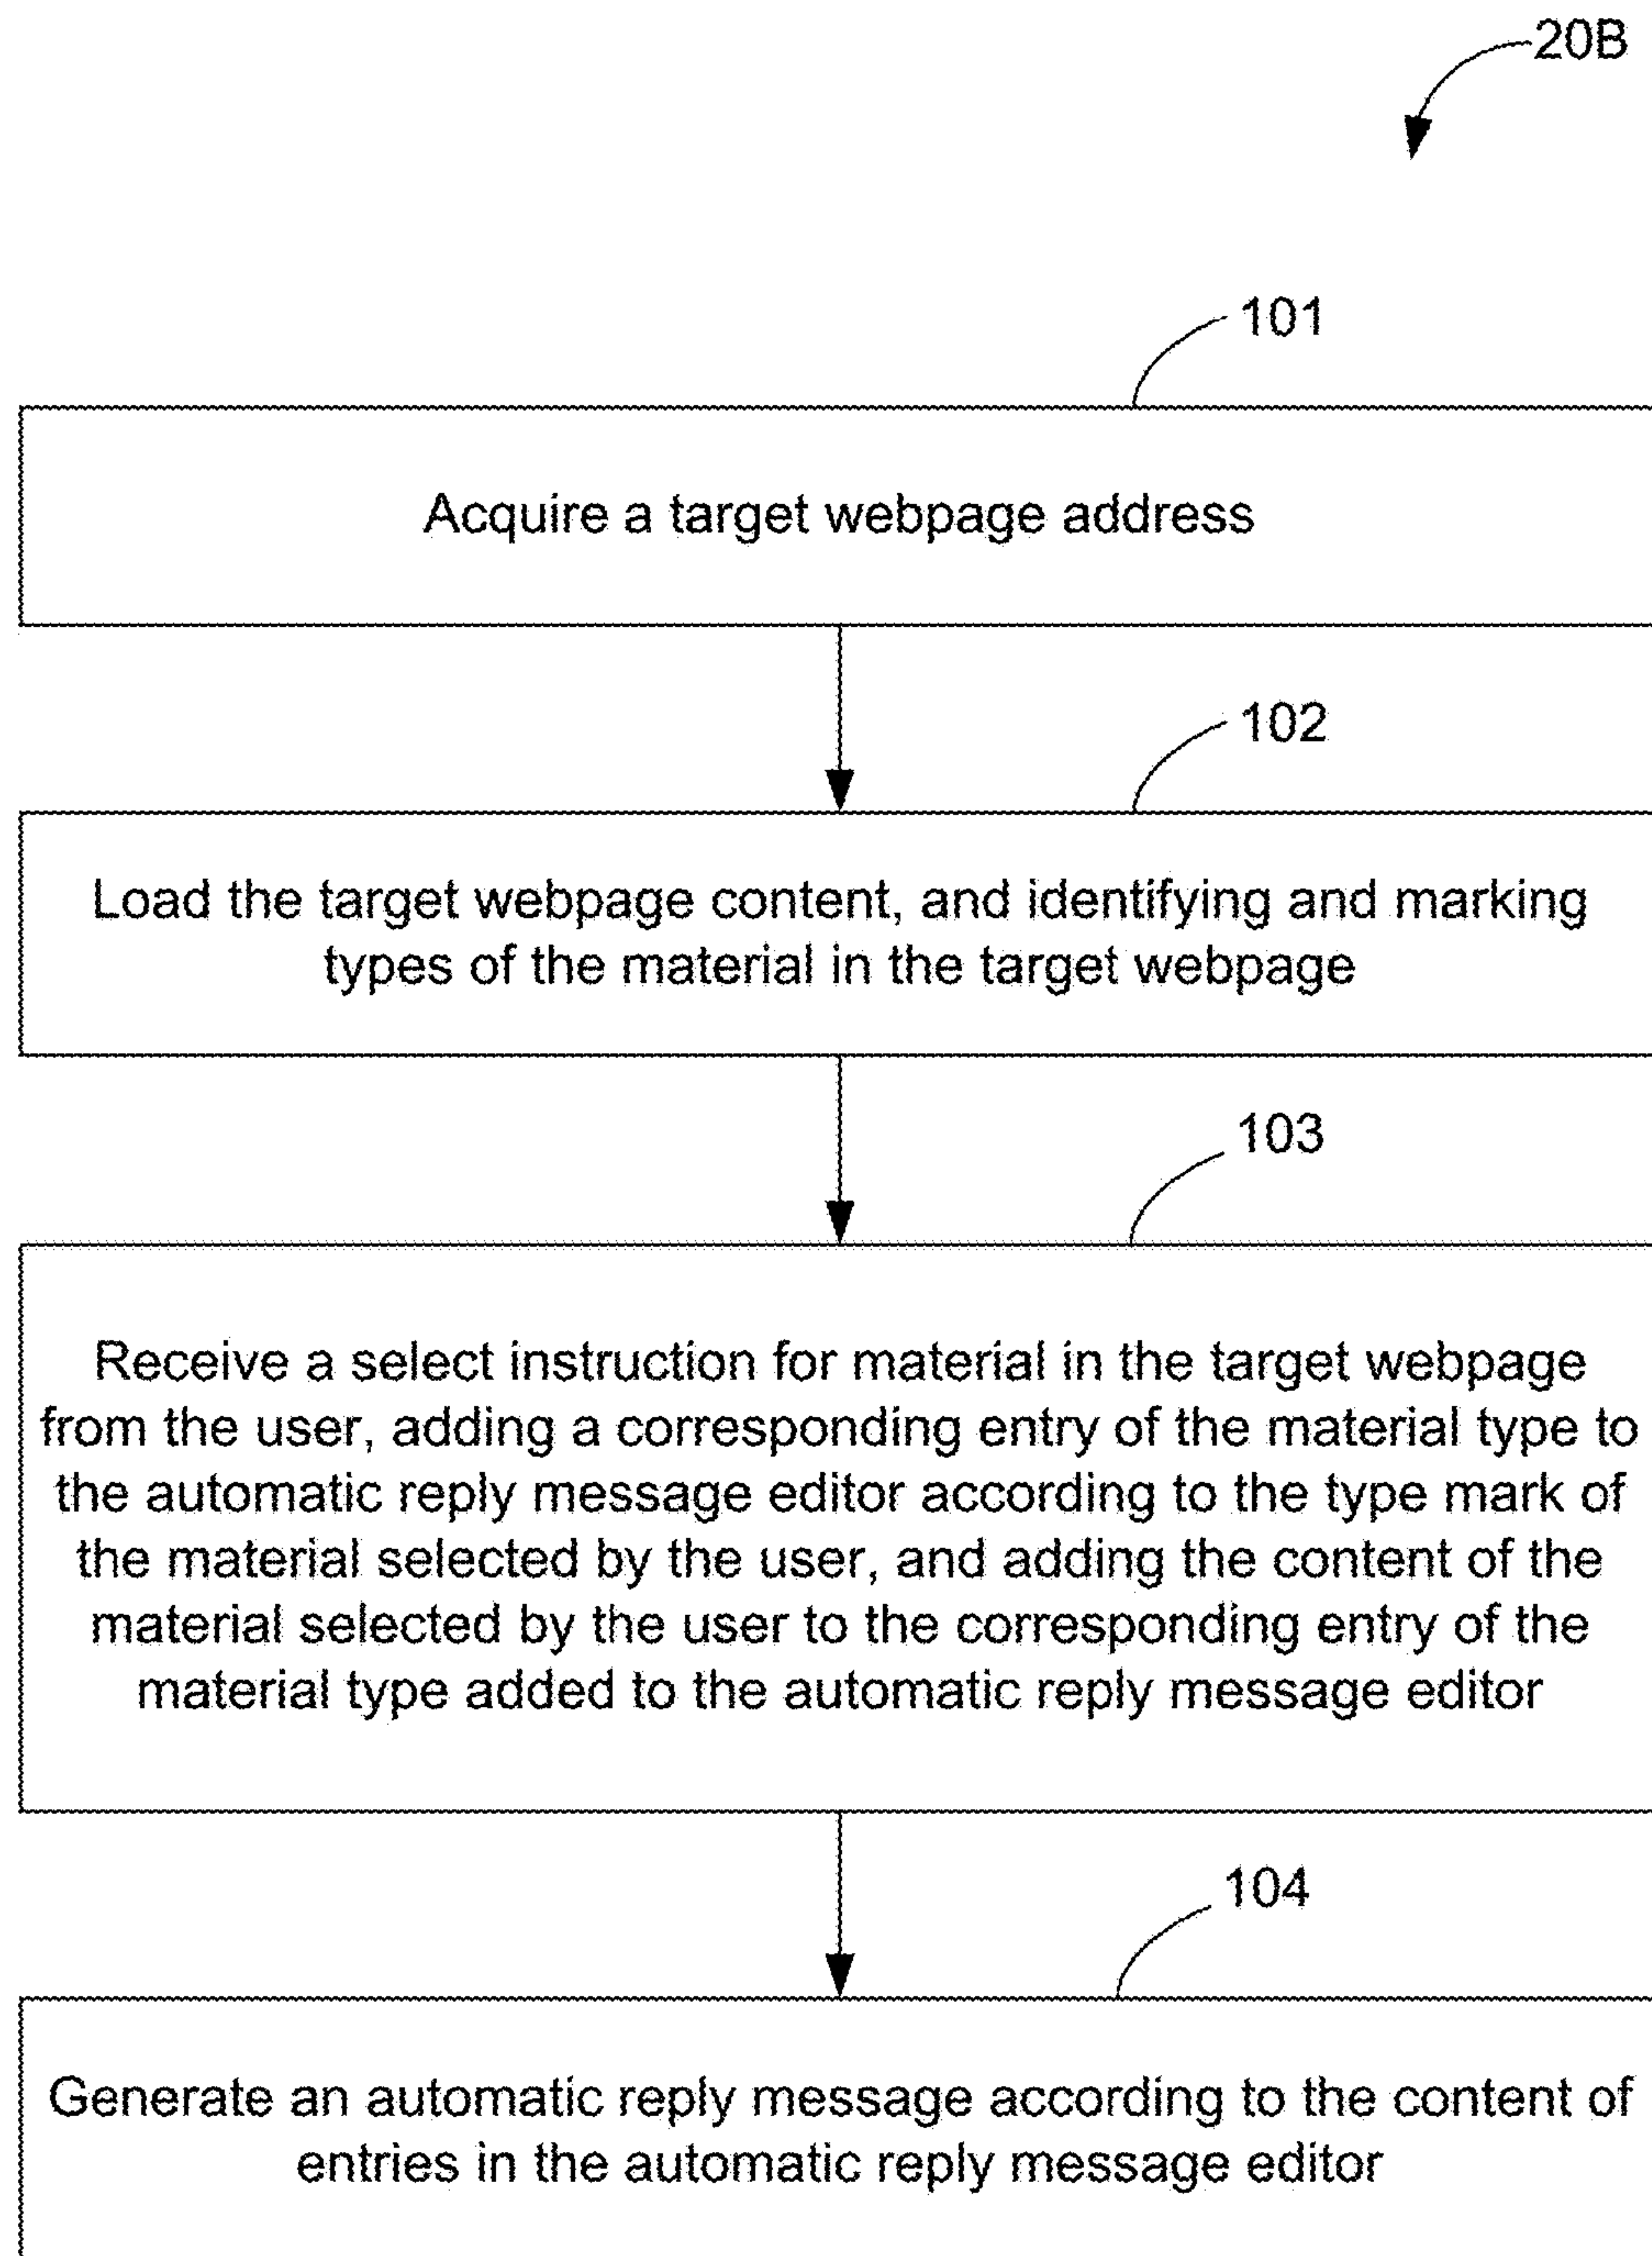 20B
101
Acquire a target webpage address
102
Load the target webpage content, and identifying and marking
types of the material in the target webpage
103
Receive a select instruction for material in the target webpage
from the user, adding a corresponding entry of the material type to
the automatic reply message editor according to the type mark of
the material selected by the user, and adding the content of the
material selected by the user to the corresponding entry of the
material type added to the automatic reply message editor
104
Generate an automatic reply message according to the content of
entries in the automatic reply message editor